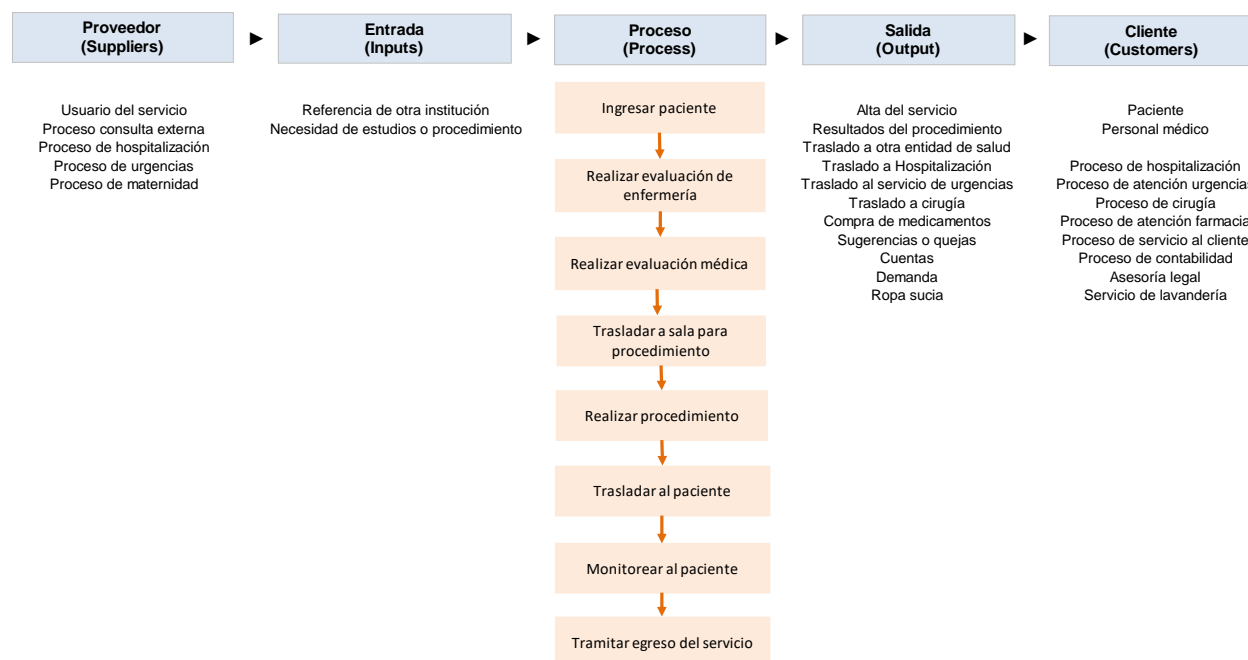 Proveedor
(Suppliers)
►
Entrada
(Inputs)
►
Proceso
(Process)
►
Salida
(Output)
►
Cliente
(Customers)
Usuario del servicio
Proceso consulta externa
Proceso de hospitalización
Proceso de urgencias
Proceso de maternidad
Referencia de otra institución
Necesidad de estudios o procedimiento
Ingresar paciente
Realizar evaluación de
enfermería
Realizar evaluación médica
Trasladar a sala para
procedimiento
Realizar procedimiento
Trasladar al paciente
Monitorear al paciente
Tramitar egreso del servicio
Alta del servicio
Resultados del procedimiento
Traslado a otra entidad de salud
Traslado a Hospitalización
Traslado al servicio de urgencias
Traslado a cirugía
Compra de medicamentos
Sugerencias o quejas
Cuentas
Demanda
Ropa sucia
Paciente
Personal médico
Proceso de hospitalización
Proceso de atención urgencias
Proceso de cirugía
Proceso de atención farmacia
Proceso de servicio al cliente
Proceso de contabilidad
Asesoría legal
Servicio de lavandería